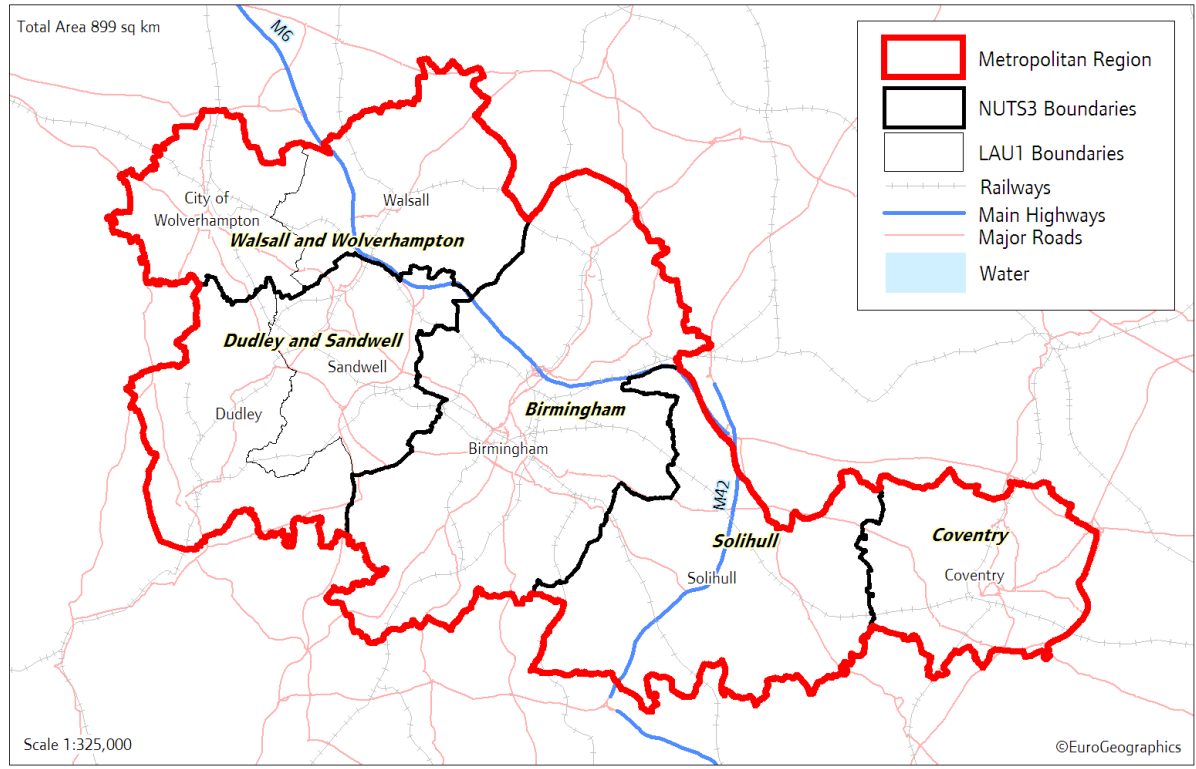 Total Area 899 sq km
M6
Metropolitan Region
NUTS3 Boundaries
LAU1 Boundaries
Railways
Main Highways
Major Roads
Water
City of
Wolverhampton
Walsall
Walsall and Wolverhampton
Dudley and Sandwell
Sandwell
Dudley
Birmingham
Birmingham
M42
Solihull
Solihull
Coventry
Coventry
Scale 1:325,000
©EuroGeographics